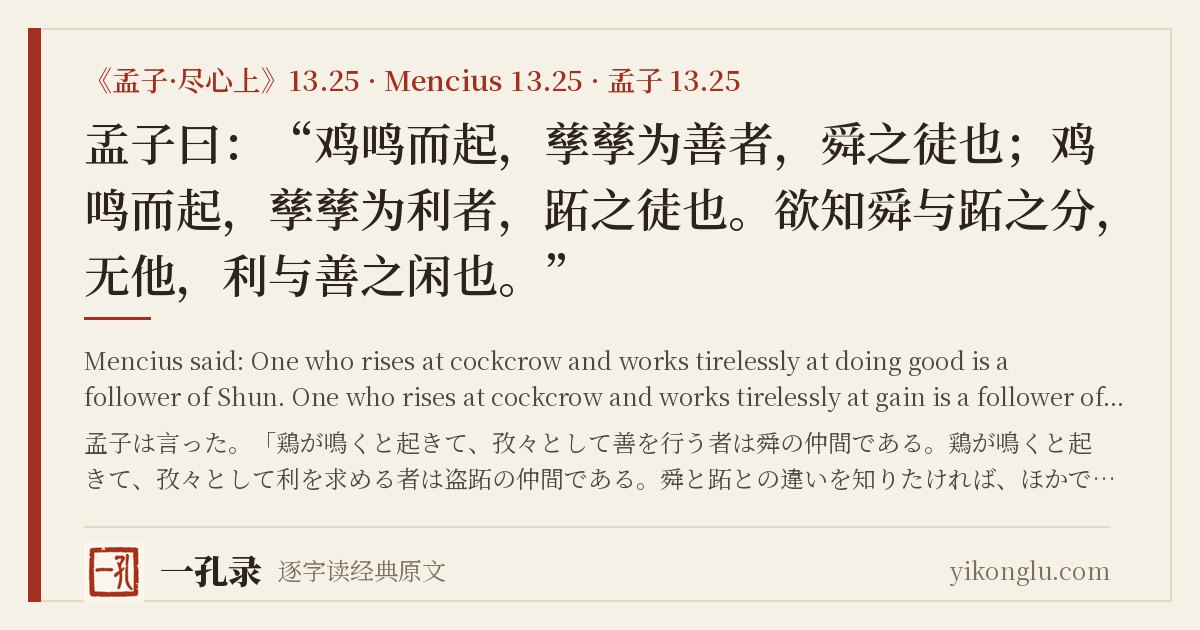 《孟子·尽心上》13.25 · Mencius 13.25 · 孟子 13.25
孟子曰：“鸡鸣而起，孳孳为善者，舜之徒也；鸡
鸣而起，孳孳为利者，跖之徒也。欲知舜与跖之分，
无他，利与善之闲也。”
Mencius said: One who rises at cockcrow and works tirelessly at doing good is a
follower of Shun. One who rises at cockcrow and works tirelessly at gain is a follower of…
孟子は言った。「鶏が鳴くと起きて、孜々として善を行う者は舜の仲間である。鶏が鳴くと起
きて、孜々として利を求める者は盗跖の仲間である。舜と跖との違いを知りたければ、ほかで…
一孔
一孔录 逐字读经典原文
yikonglu.com